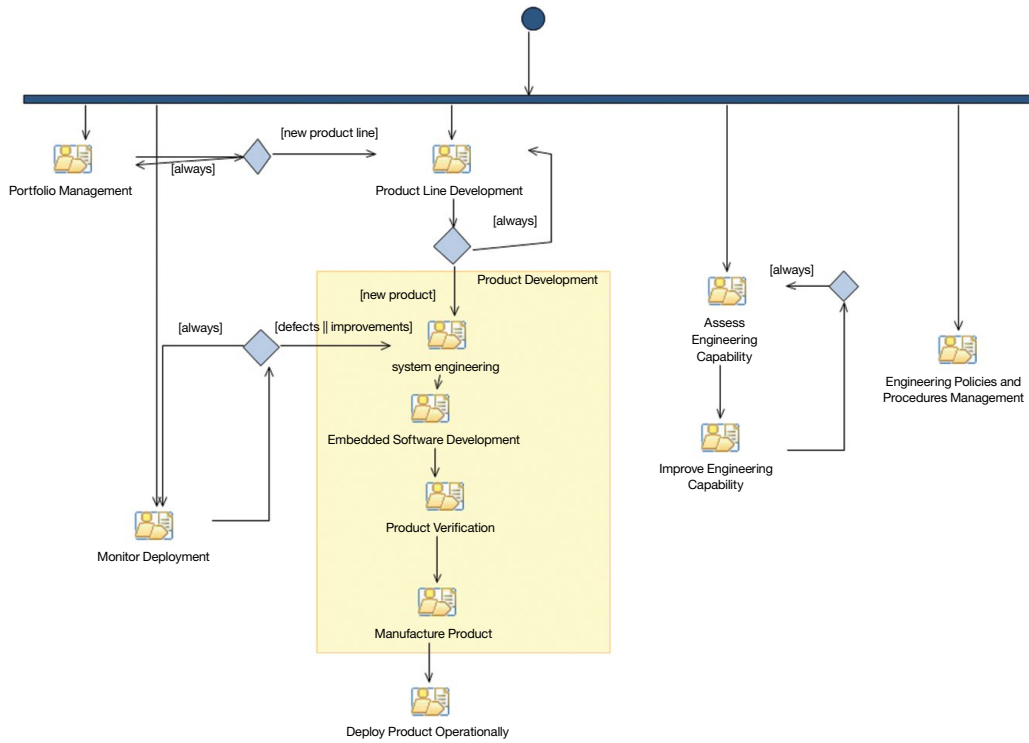 [new product line]
[always]
Portfolio Management
Product Line Development
[always]
Product Development
[new product]
[always]
[always]
[defects || improvements]
Assess
Engineering
Capability
system engineering
Engineering Policies and
Procedures Management
Embedded Software Development
Improve Engineering
Capability
Product Verification
Monitor Deployment
Manufacture Product
Deploy Product Operationally